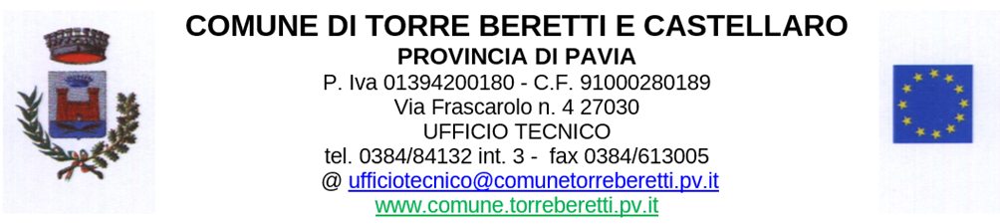 COMUNE DI TORRE BERETTI E CASTELLARO
PROVINCIA DI PAVIA
P. Iva 01394200180 - C.F. 91000280189
Via Frascarolo n. 4 27030
UFFICIO TECNICO
tel. 0384/84132 int. 3 - fax 0384/613005
@ ufficiotecnico@comunetorreberetti.pv.it
www.comune.torreberetti.pv.it